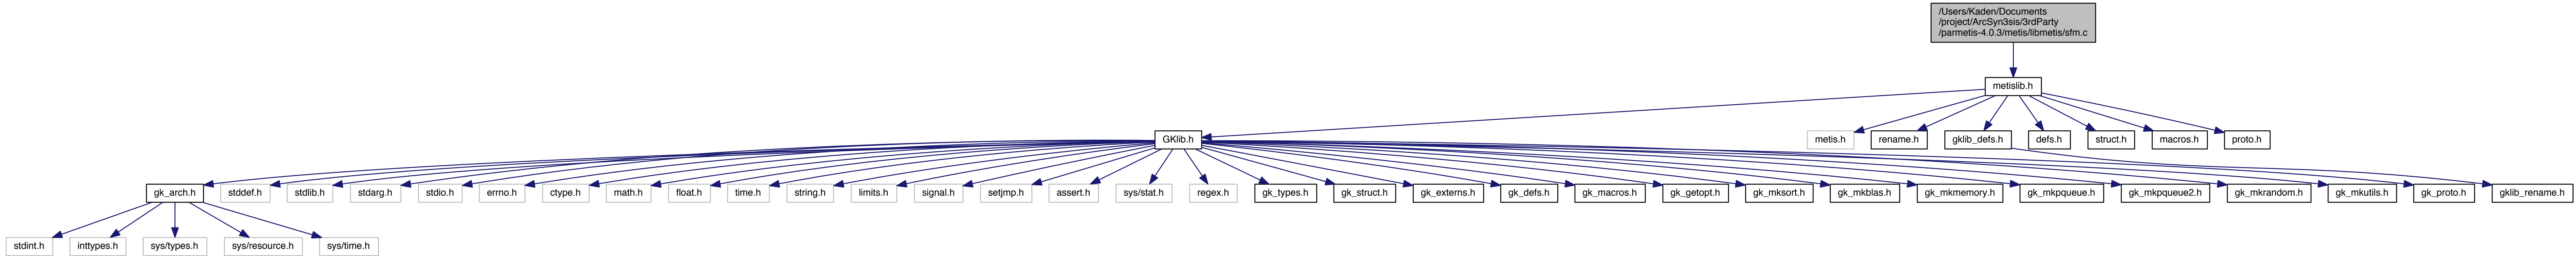 /Users/Kaden/Documents
/project/ArcSyn3sis/3rdParty
/parmetis-4.0.3/metis/libmetis/sfm.c
metislib.h
GKlib.h
metis.h
rename.h
gklib_defs.h
defs.h
struct.h
macros.h
proto.h
gk_arch.h
stddef.h
stdlib.h
stdarg.h
stdio.h
errno.h
ctype.h
math.h
float.h
time.h
string.h
limits.h
signal.h
setjmp.h
assert.h
sys/stat.h
regex.h
gk_types.h
gk_struct.h
gk_externs.h
gk_defs.h
gk_macros.h
gk_getopt.h
gk_mksort.h
gk_mkblas.h
gk_mkmemory.h
gk_mkpqueue.h
gk_mkpqueue2.h
gk_mkrandom.h
gk_mkutils.h
gk_proto.h
gklib_rename.h
stdint.h
inttypes.h
sys/types.h
sys/resource.h
sys/time.h